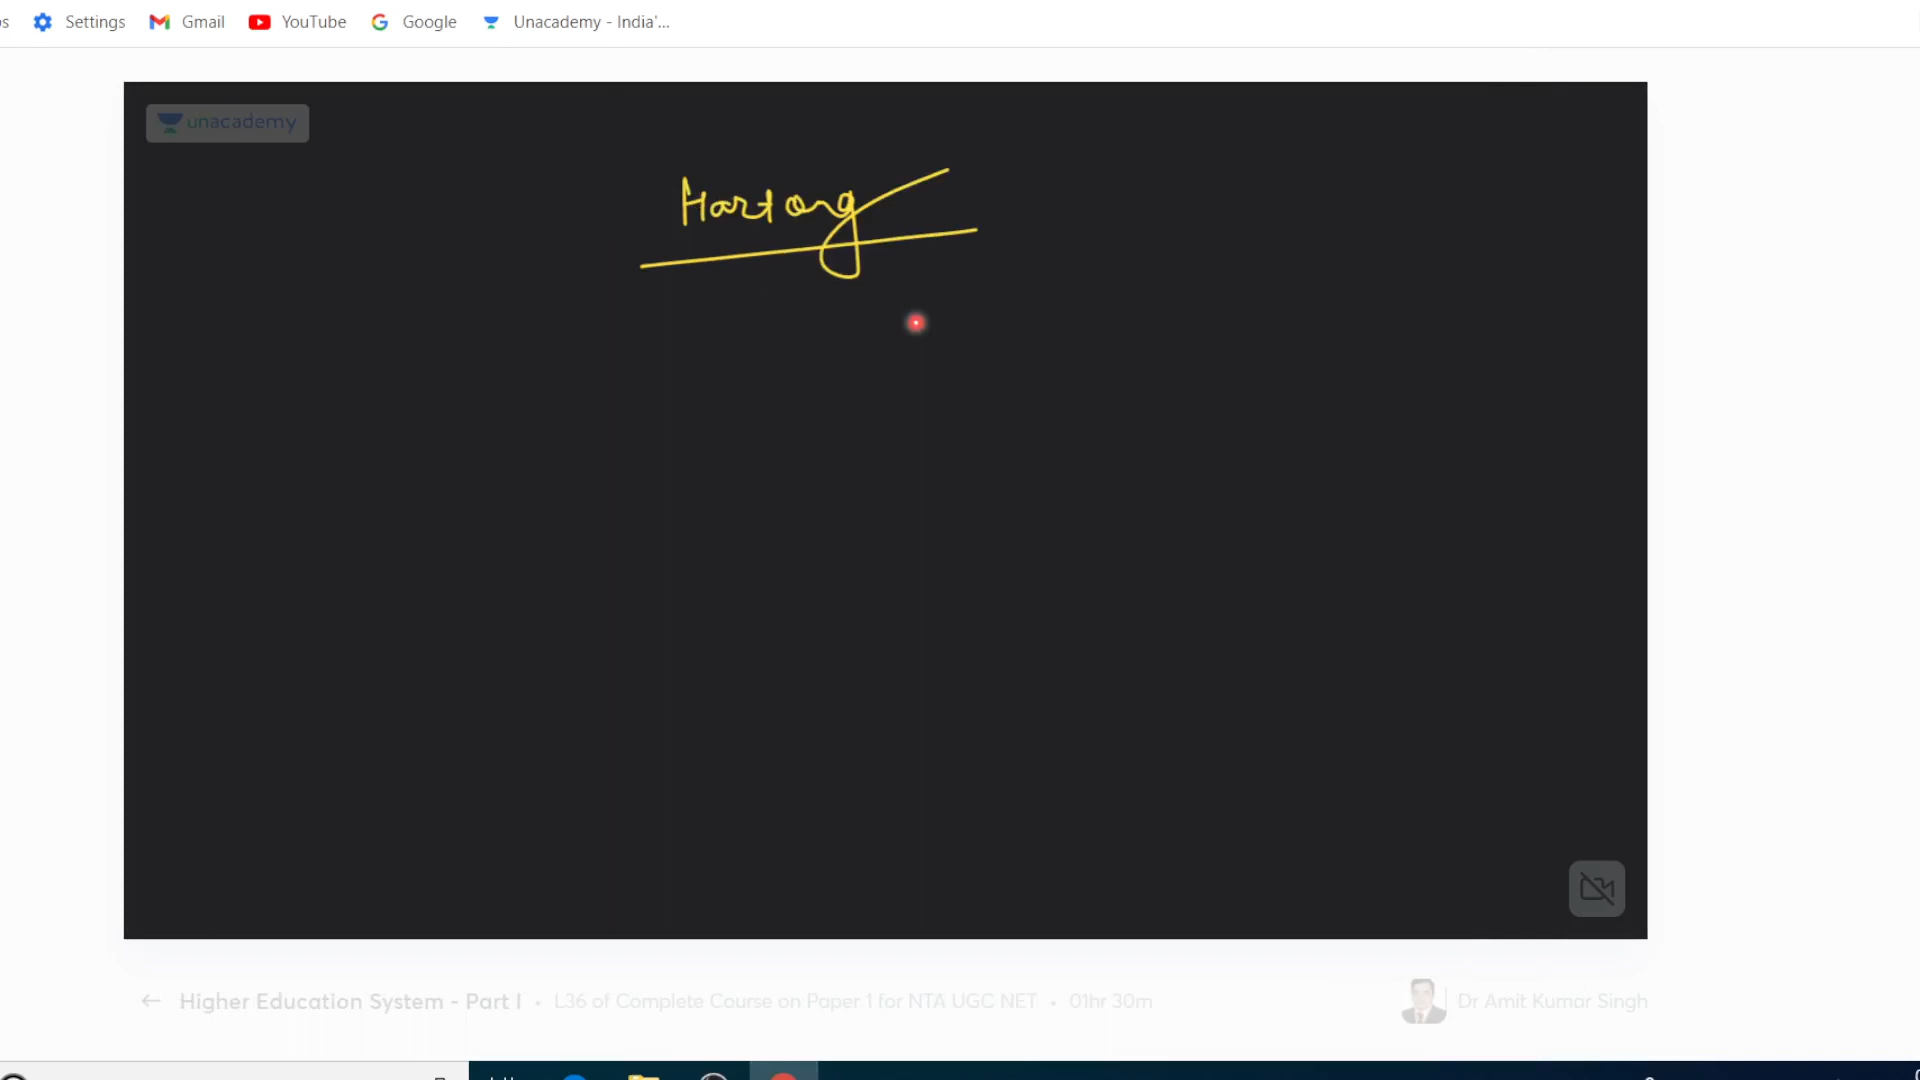 s Settings Gmail YouTube Google Unacademy - India'...
unacademy
Hartong
Higher Education System - Part I • L36 of Complete Course on Paper 1 for NTA UGC NET • 01hr 30m
Dr Amit Kumar Singh